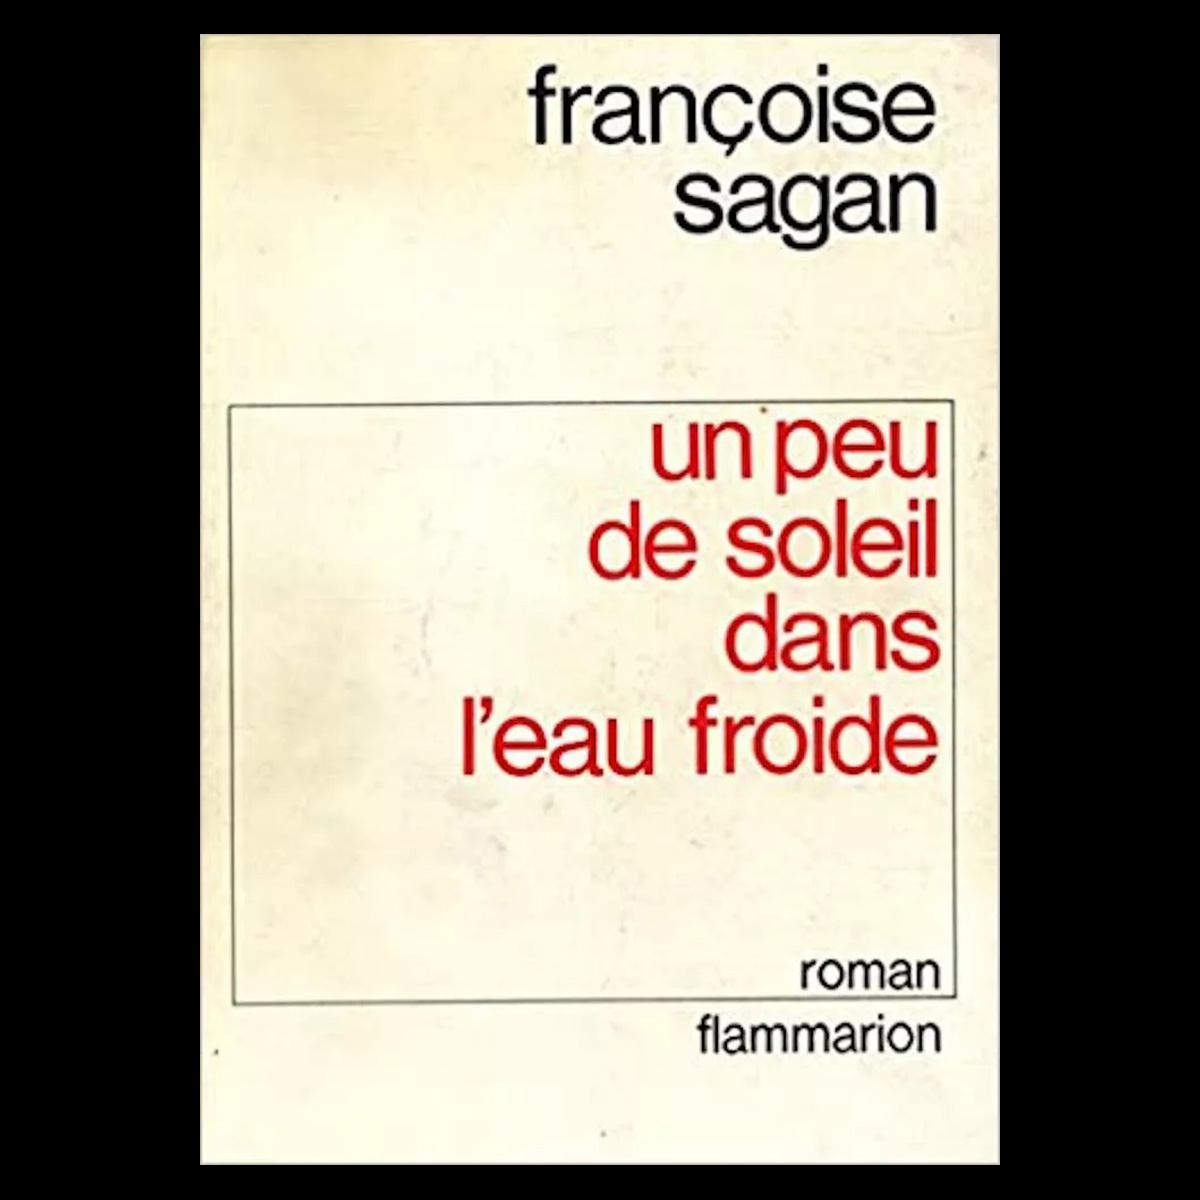 françoise
sagan
un peu
de soleil
dans
l'eau froide
roman
flammarion